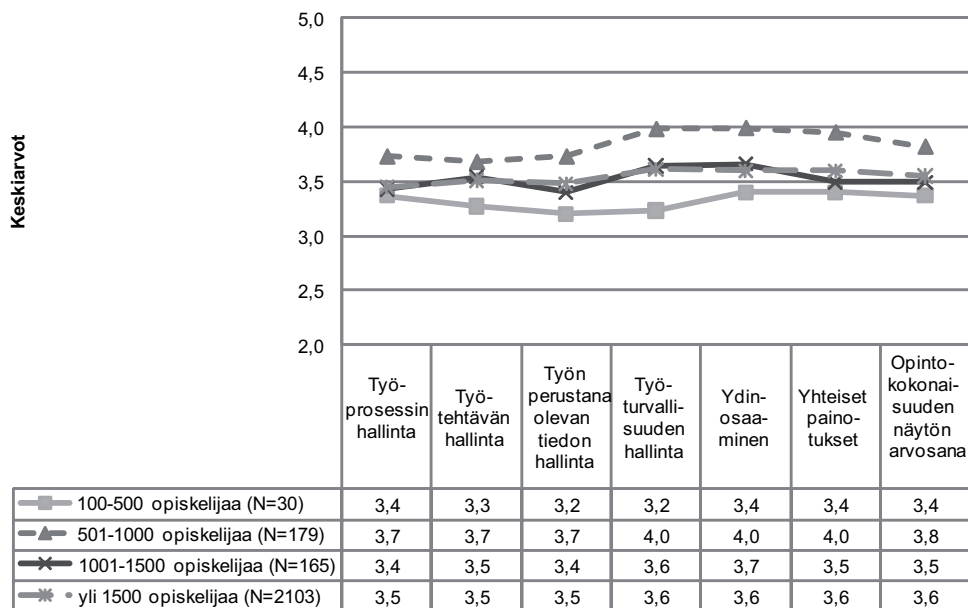 Keskiarvot
5,0
4,5
4,0
3,5
3,0
2,5
2,0
Työ-
prosessin
hallinta
Työ-
tehtävän
hallinta
Työn
perustana
olevan
tiedon
hallinta
Työ-
turvalli-
suuden
hallinta
Ydin-
osaa-
minen
Yhteiset
paino-
tukset
Opinto-
kokonai-
suuden
näytön
arvosana
100-500 opiskelijaa (N=30) 3,4 3,3 3,2 3,2 3,4 3,4 3,4
501-1000 opiskelijaa (N=179) 3,7 3,7 3,7 4,0 4,0 4,0 3,8
1001-1500 opiskelijaa (N=165) 3,4 3,5 3,4 3,6 3,7 3,5 3,5
yli 1500 opiskelijaa (N=2103) 3,5 3,5 3,5 3,6 3,6 3,6 3,6